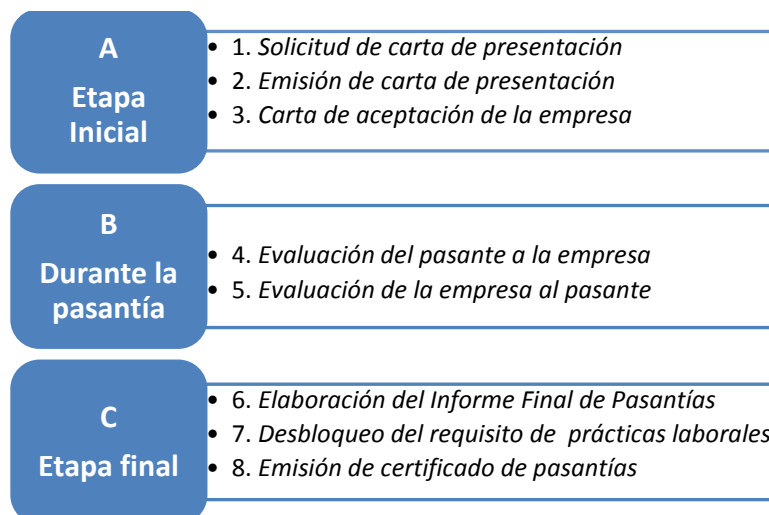 A
Etapa
Inicial
• 1. Solicitud de carta de presentación
• 2. Emisión de carta de presentación
• 3. Carta de aceptación de la empresa
B
Durante la
pasantía
• 4. Evaluación del pasante a la empresa
• 5. Evaluación de la empresa al pasante
C
Etapa final
• 6. Elaboración del Informe Final de Pasantías
• 7. Desbloqueo del requisito de prácticas laborales
• 8. Emisión de certificado de pasantías